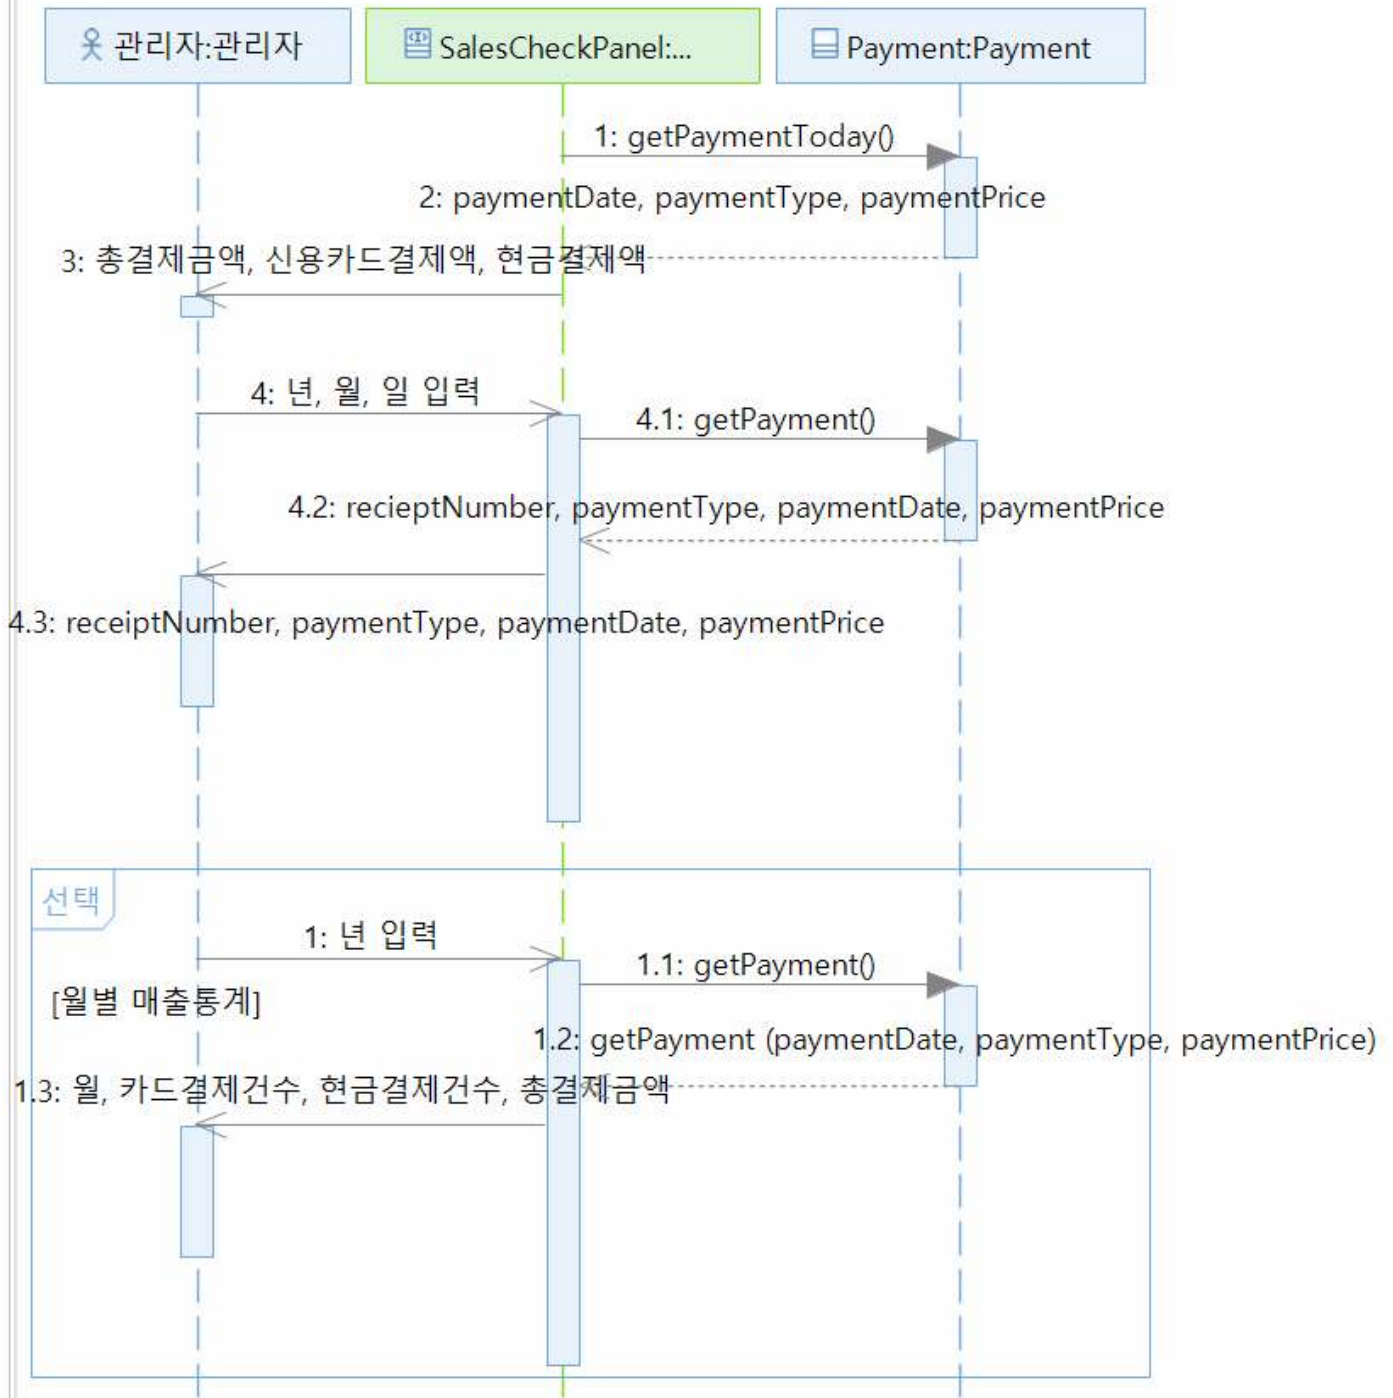 관리자:관리자
SalesCheckPanel:...
Payment:Payment
1: getPaymentToday()
2: paymentDate, paymentType, paymentPrice
3: 총결제금액, 신용카드결제액, 현금결제액
4: 년, 월, 일 입력
4.1: getPayment()
4.2: recieptNumber, paymentType, paymentDate, paymentPrice
4.3: receiptNumber, paymentType, paymentDate, paymentPrice
선택
1: 년 입력
1.1: getPayment()
[월별 매출통계]
1.2: getPayment (paymentDate, paymentType, paymentPrice)
1.3: 월, 카드결제건수, 현금결제건수, 총결제금액